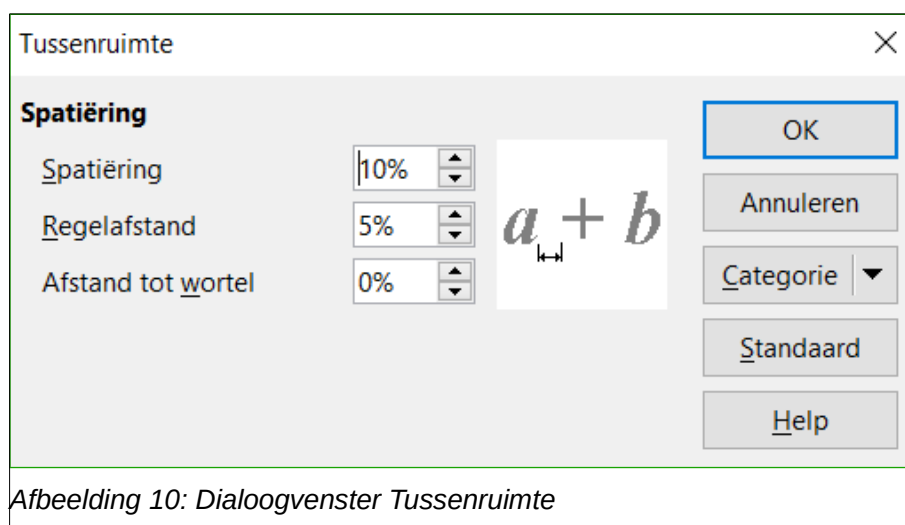 Tussenruimte
Spatiëring
Spatiëring 10%
Regelafstand 5%
Afstand tot wortel 0%
a + b
OK
Annuleren
Categorie
Standaard
Help
Afbeelding 10: Dialoogvenster Tussenruimte